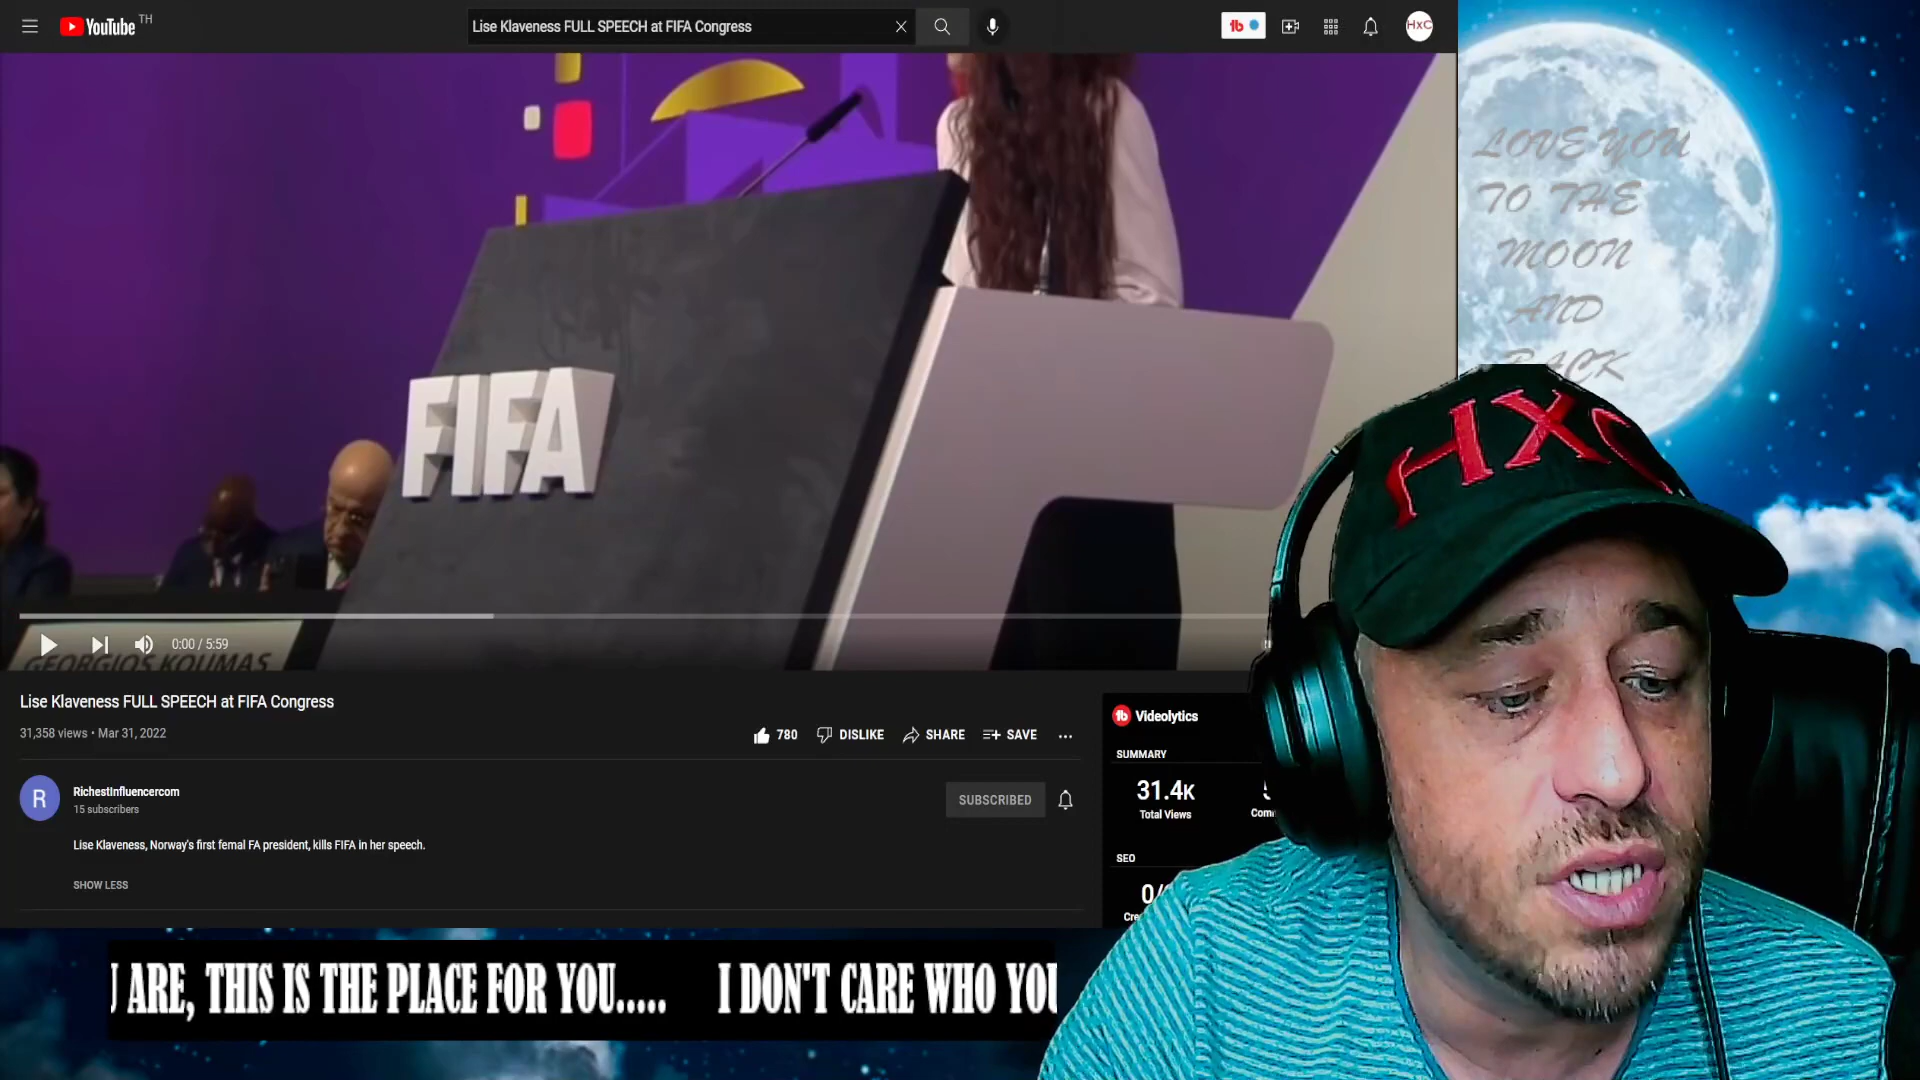 YouTube TH
Lise Klaveness FULL SPEECH at FIFA Congress
HxC
LOVE YOU
TO THE
MOON
AND
BACK
HXC
FIFA
0:00 / 5:59
GEORGIOS KOUMAS
Lise Klaveness FULL SPEECH at FIFA Congress
31,358 views • Mar 31, 2022
780 DISLIKE SHARE SAVE ...
R
RichestInfluencercom
15 subscribers
SUBSCRIBED
Lise Klaveness, Norway's first femal FA president, kills FIFA in her speech.
SHOW LESS
Videolytics
SUMMARY
31.4K
Total Views
SEO
0/
U ARE, THIS IS THE PLACE FOR YOU..... I DON'T CARE WHO YOU